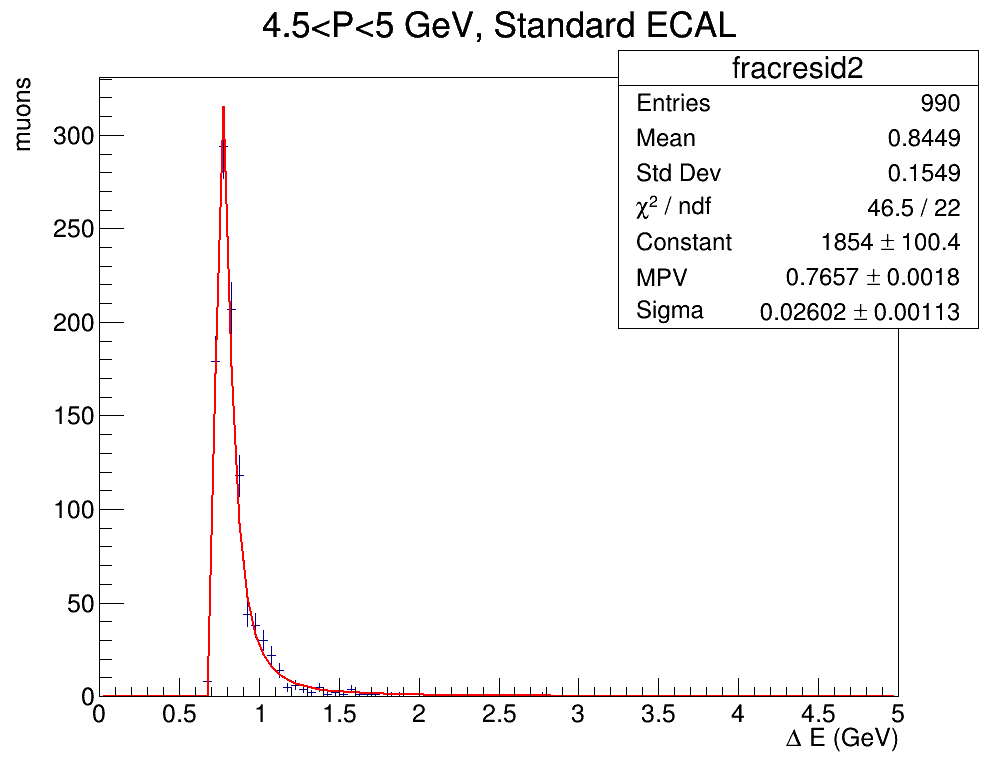 4.5<P<5 GeV, Standard ECAL
fracresid2
Entries 990
Mean 0.8449
Std Dev 0.1549
χ² / ndf 46.5 / 22
Constant 1854 ± 100.4
MPV 0.7657 ± 0.0018
Sigma 0.02602 ± 0.00113
muons
300
250
200
150
100
50
0
0 0.5 1 1.5 2 2.5 3 3.5 4 4.5 5
Δ E (GeV)